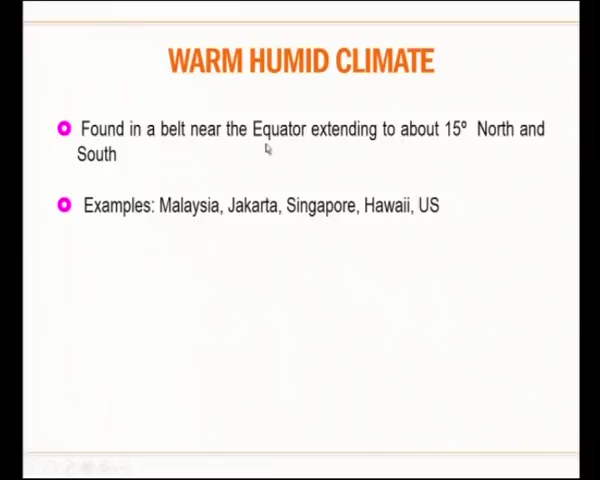 WARM HUMID CLIMATE
Found in a belt near the Equator extending to about 15º North and
South
Examples: Malaysia, Jakarta, Singapore, Hawaii, US